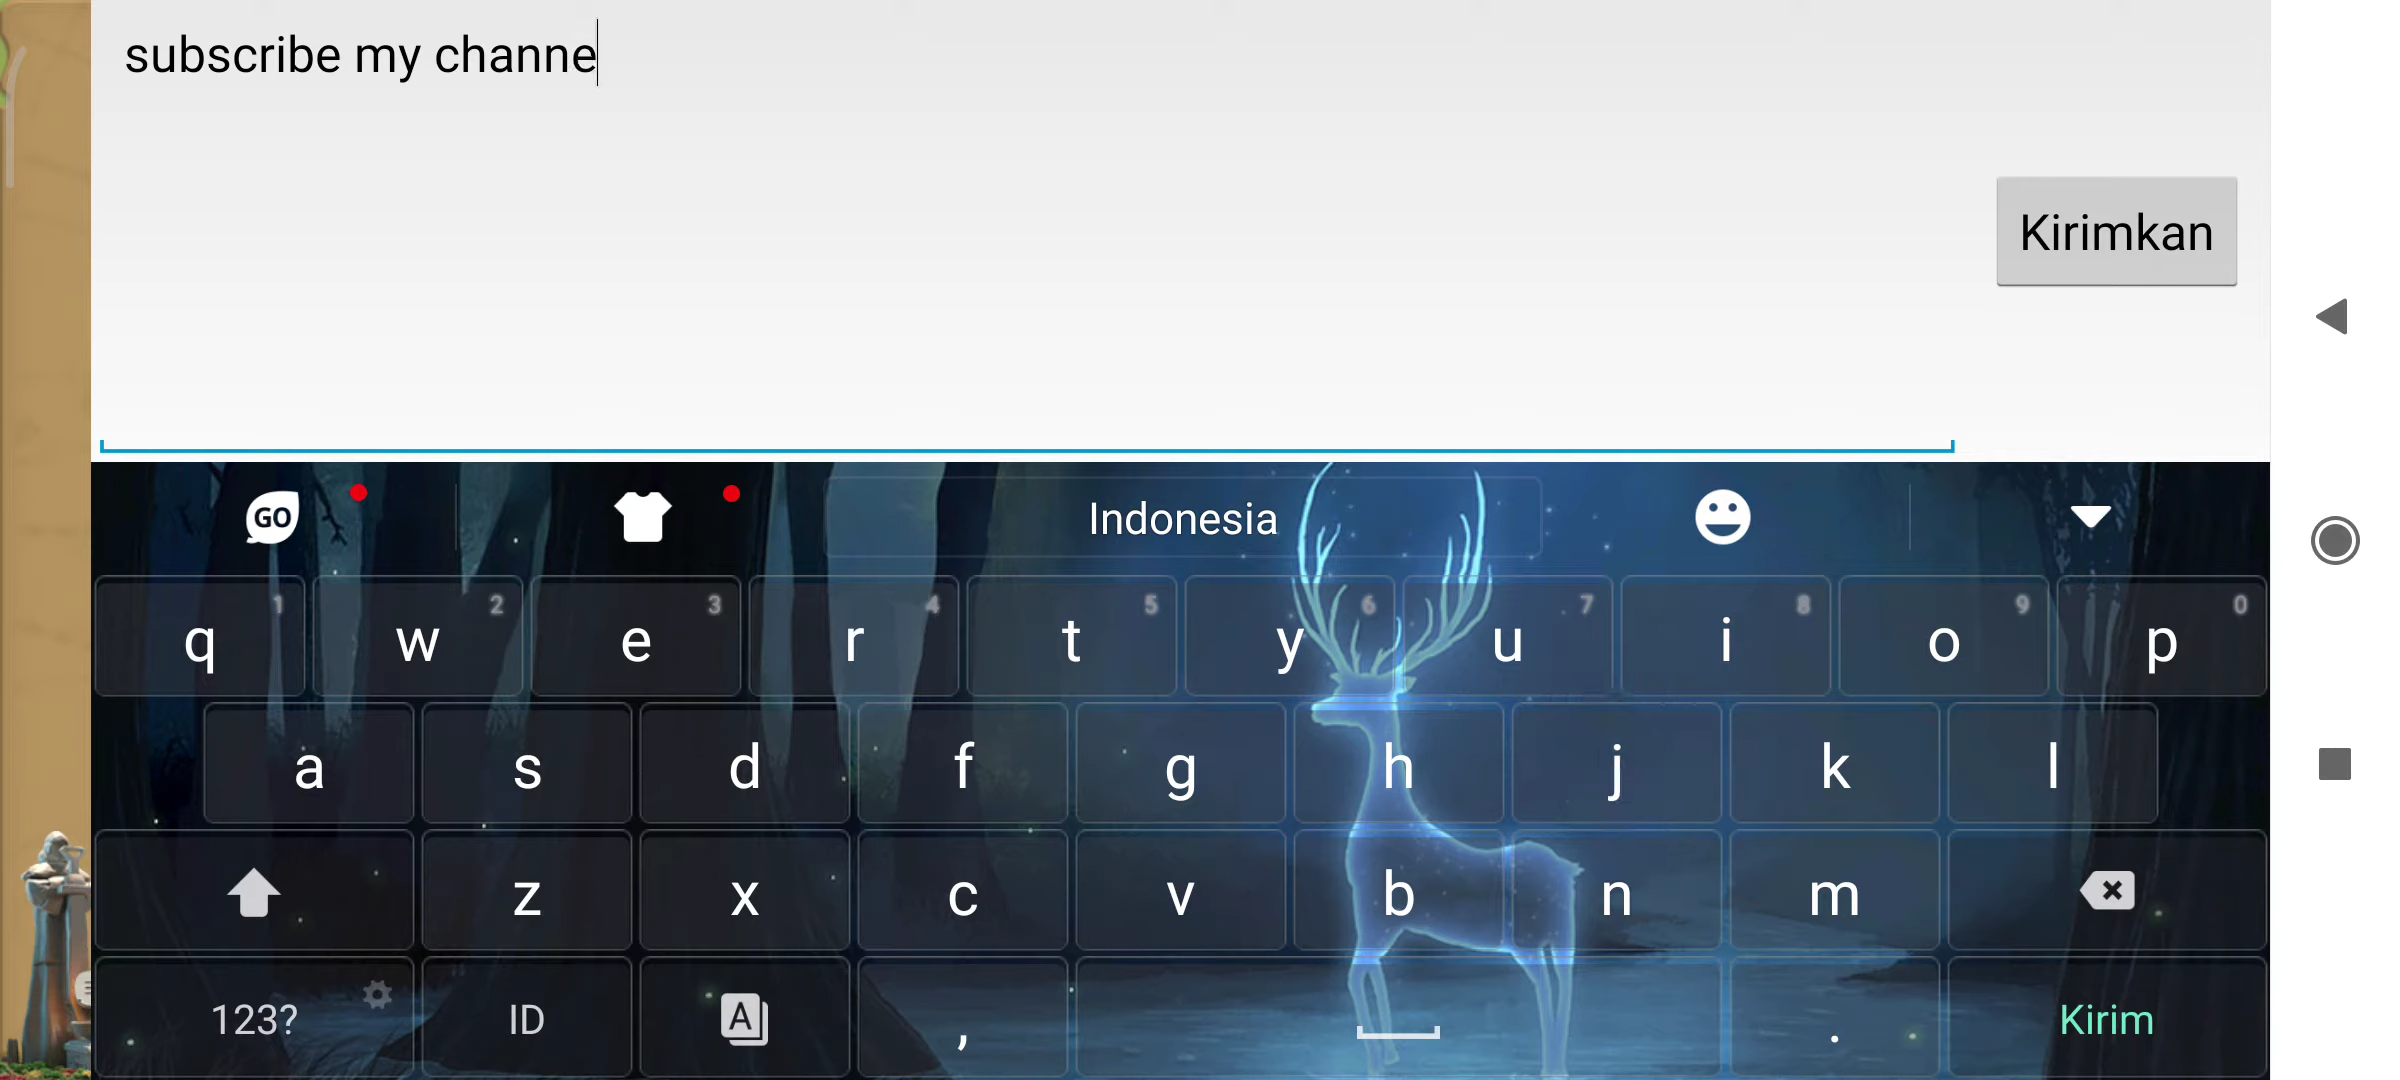 subscribe my channe
Kirimkan
GO
Indonesia
q 1 w 2 e 3 r 4 t 5 y 6 u 7 i 8 o 9 p 0
a s d f g h j k l
z x c v b n m
123? ID A , . Kirim